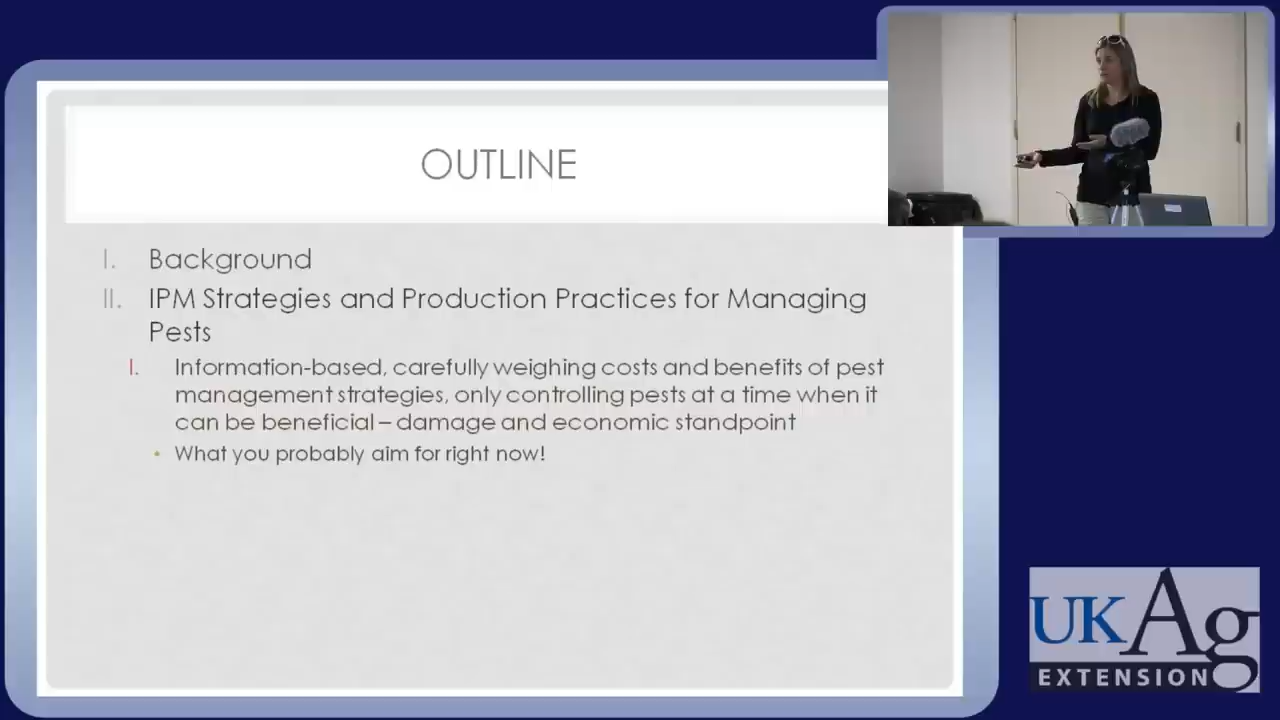 OUTLINE
I. Background
II. IPM Strategies and Production Practices for Managing
Pests
I. Information-based, carefully weighing costs and benefits of pest
management strategies, only controlling pests at a time when it
can be beneficial – damage and economic standpoint
• What you probably aim for right now!
UKAg
EXTENSION